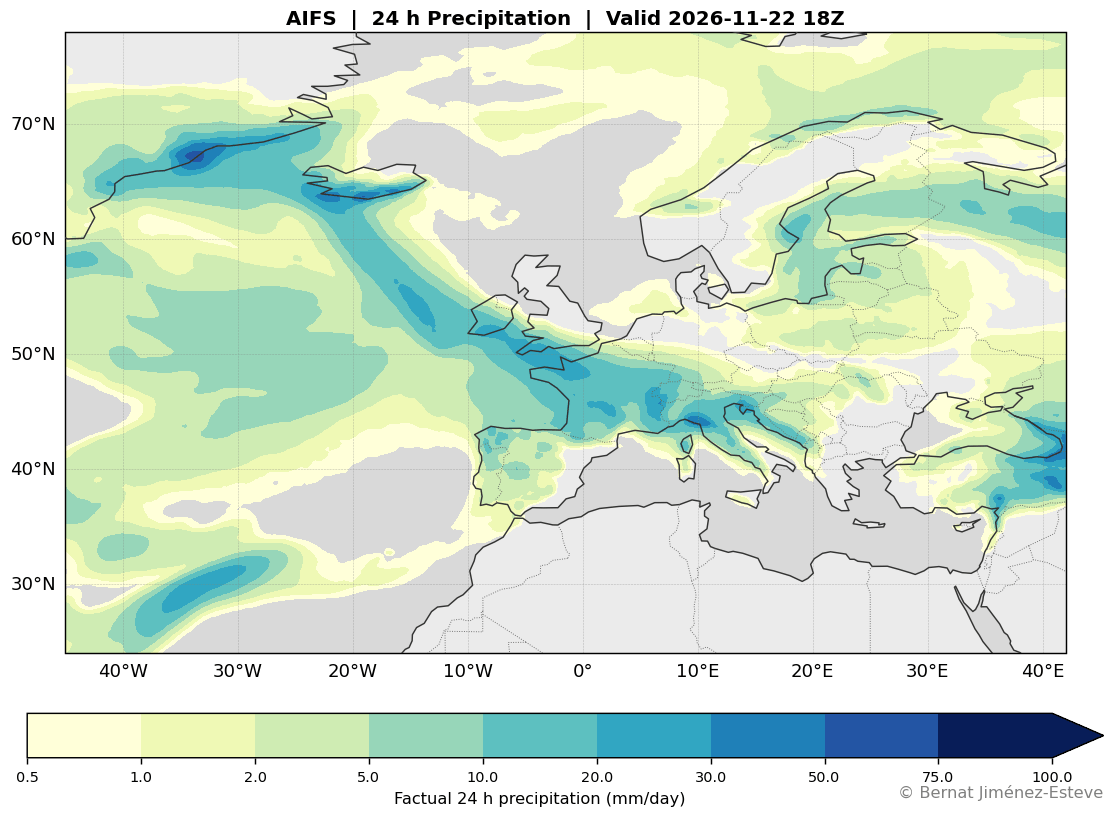 AIFS | 24 h Precipitation | Valid 2026-11-22 18Z
70°N
60°N
50°N
40°N
30°N
40°W 30°W 20°W 10°W 0° 10°E 20°E 30°E 40°E
0.5 1.0 2.0 5.0 10.0 20.0 30.0 50.0 75.0 100.0
Factual 24 h precipitation (mm/day)
© Bernat Jiménez-Esteve